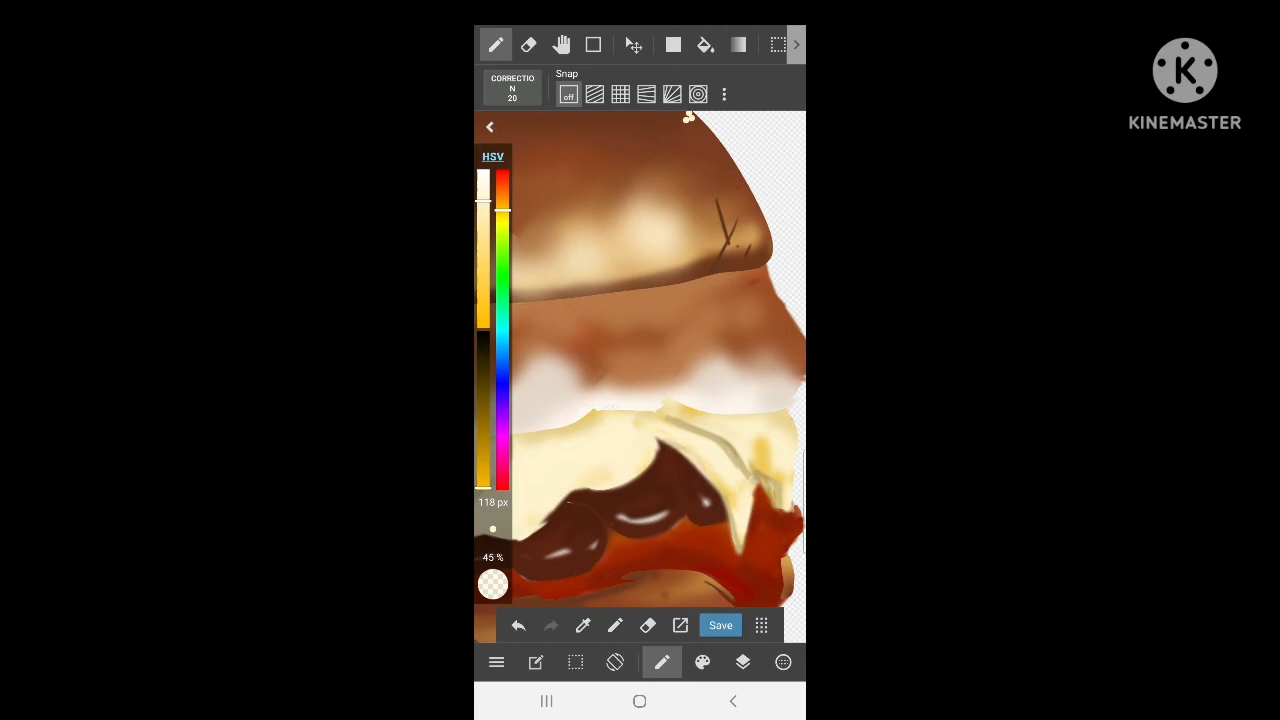 CORRECTIO
N
20
Snap
off
K
KINEMASTER
HSV
118 px
45 %
Save